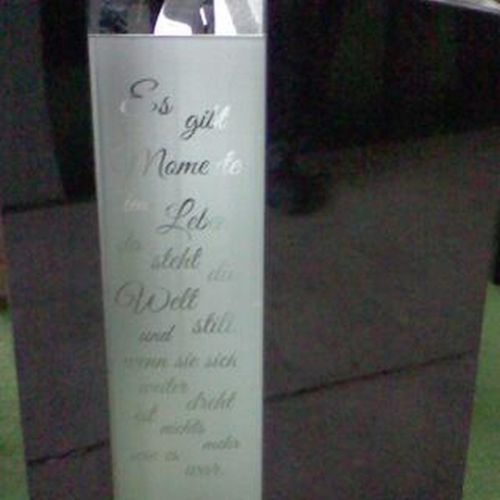 Es
gibt
Momente
im
Leben
da
steht die
Welt
und still.
wenn sie sich
weiter
dreht
ist
nichts
mehr
wie es
war.